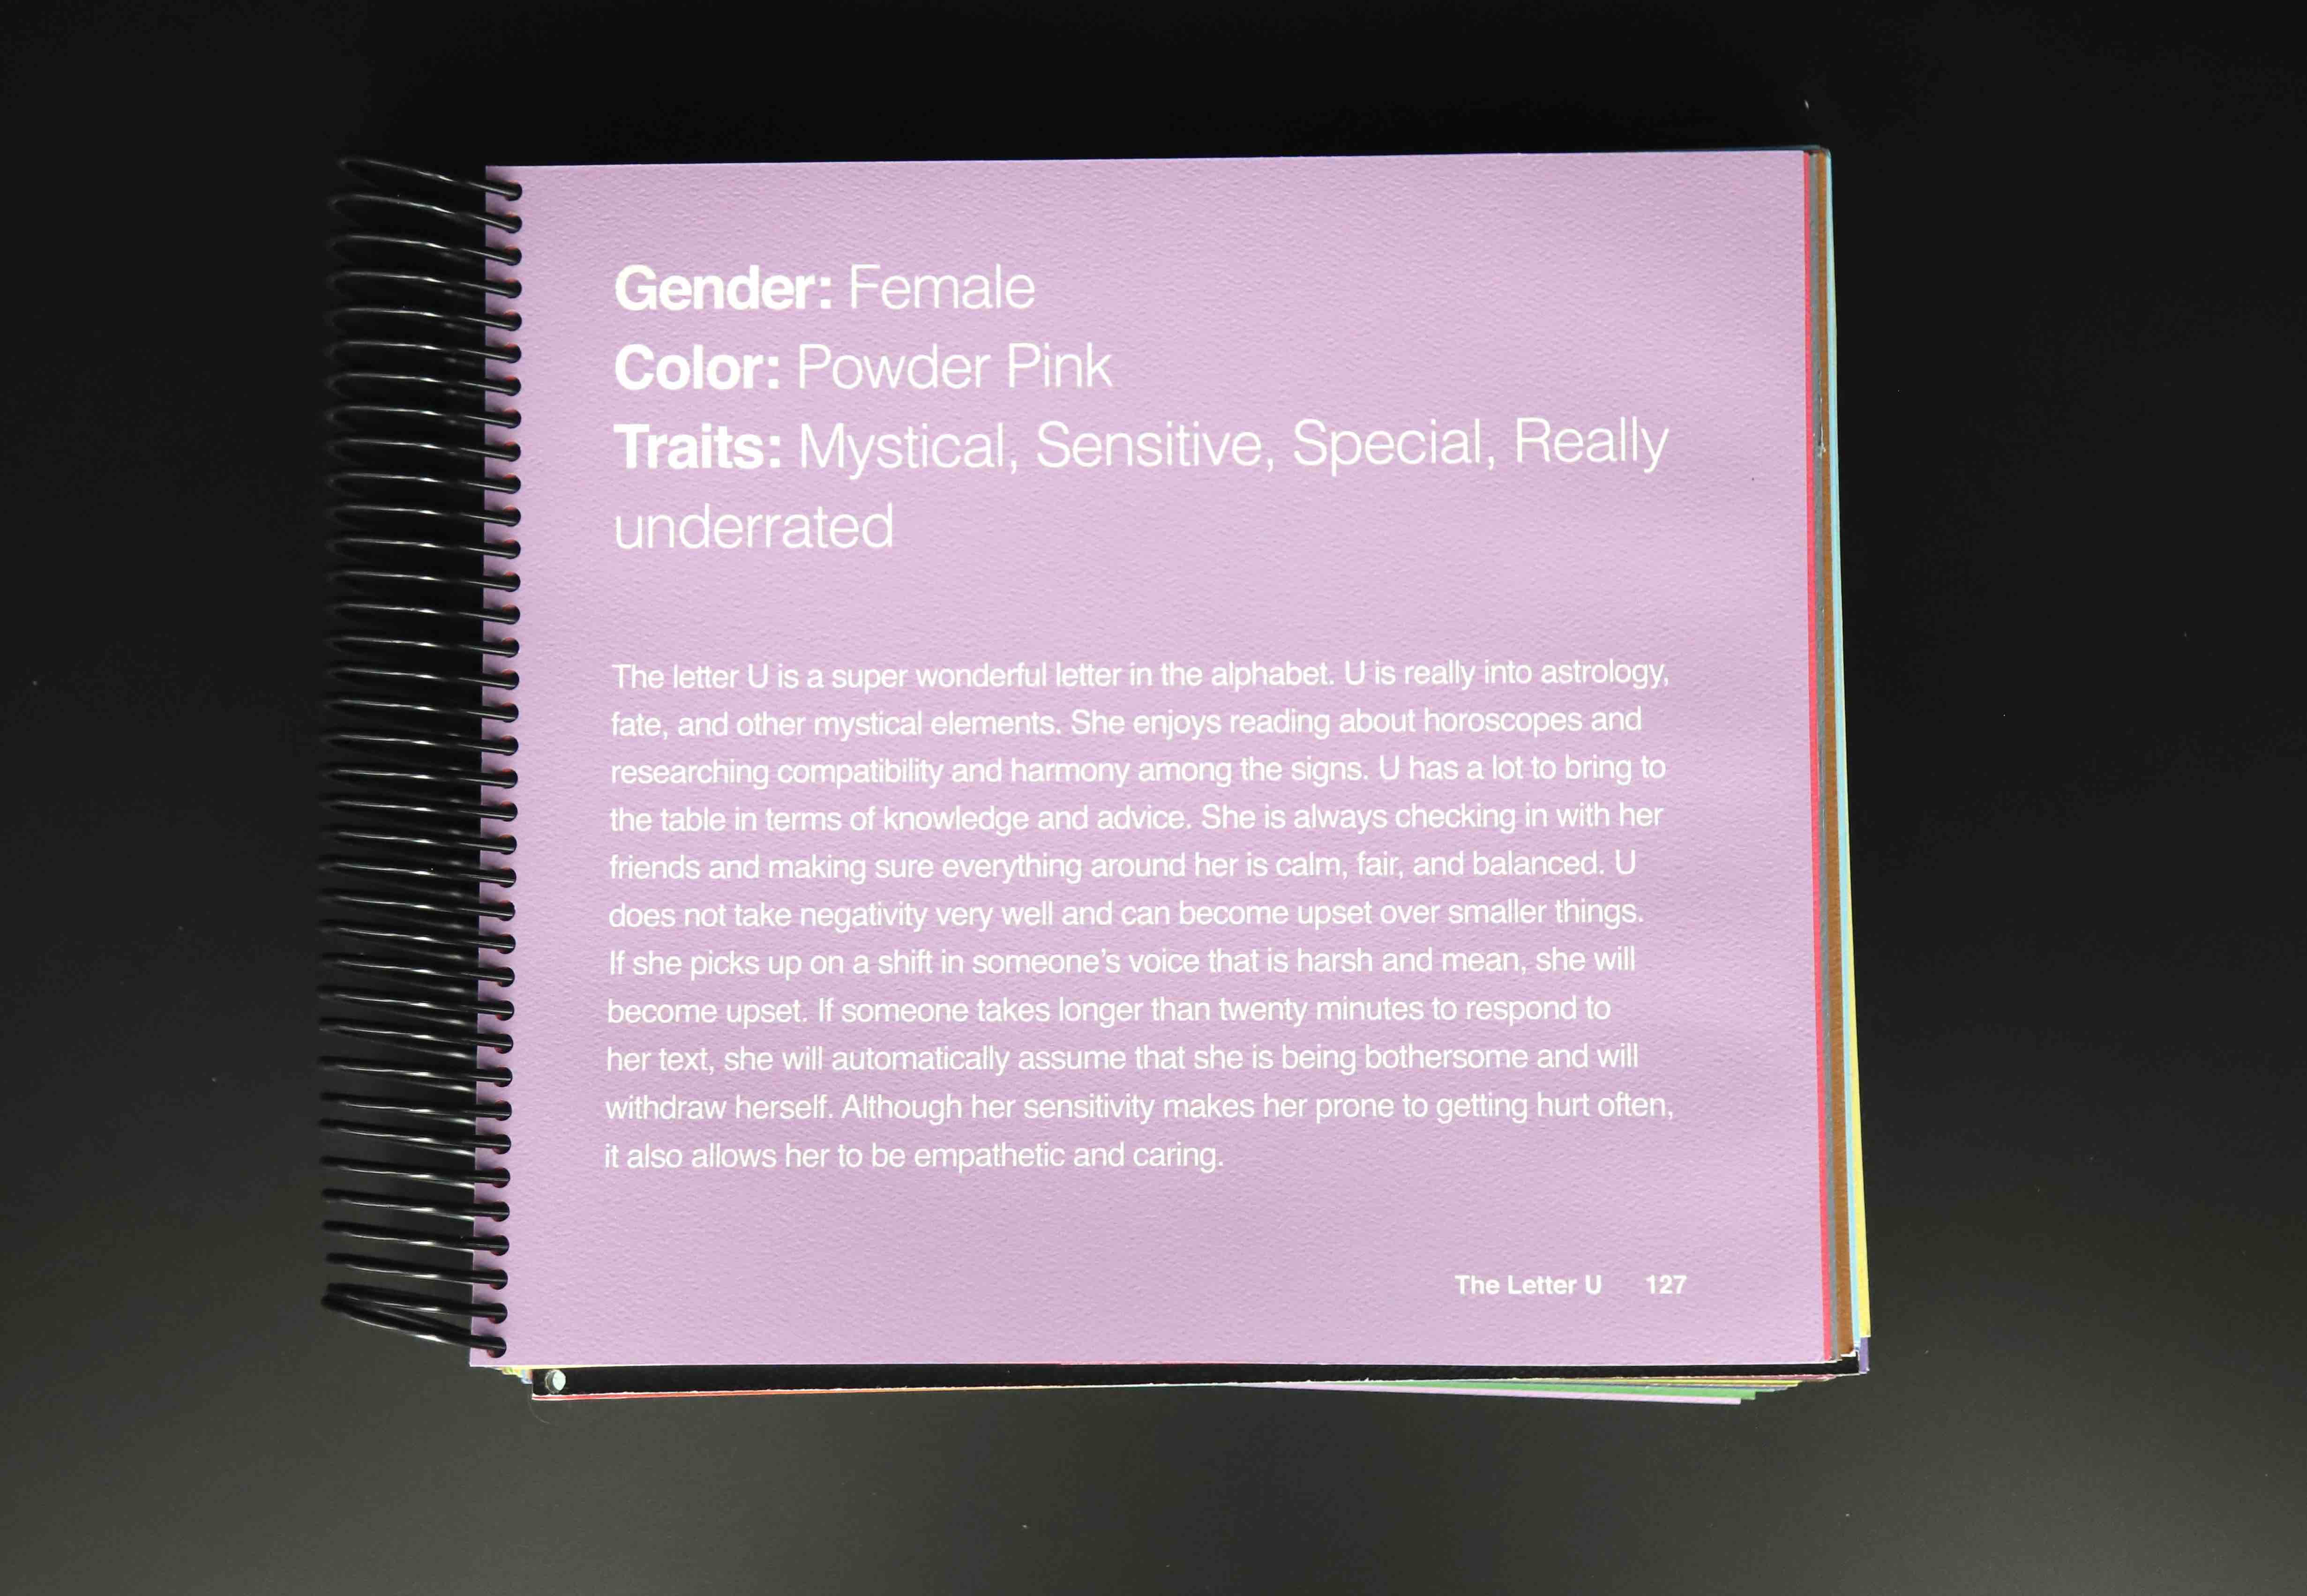 Gender: Female
Color: Powder Pink
Traits: Mystical, Sensitive, Special, Really
underrated
The letter U is a super wonderful letter in the alphabet. U is really into astrology,
fate, and other mystical elements. She enjoys reading about horoscopes and
researching compatibility and harmony among the signs. U has a lot to bring to
the table in terms of knowledge and advice. She is always checking in with her
friends and making sure everything around her is calm, fair, and balanced. U
does not take negativity very well and can become upset over smaller things.
If she picks up on a shift in someone’s voice that is harsh and mean, she will
become upset. If someone takes longer than twenty minutes to respond to
her text, she will automatically assume that she is being bothersome and will
withdraw herself. Although her sensitivity makes her prone to getting hurt often,
it also allows her to be empathetic and caring.
The Letter U 127